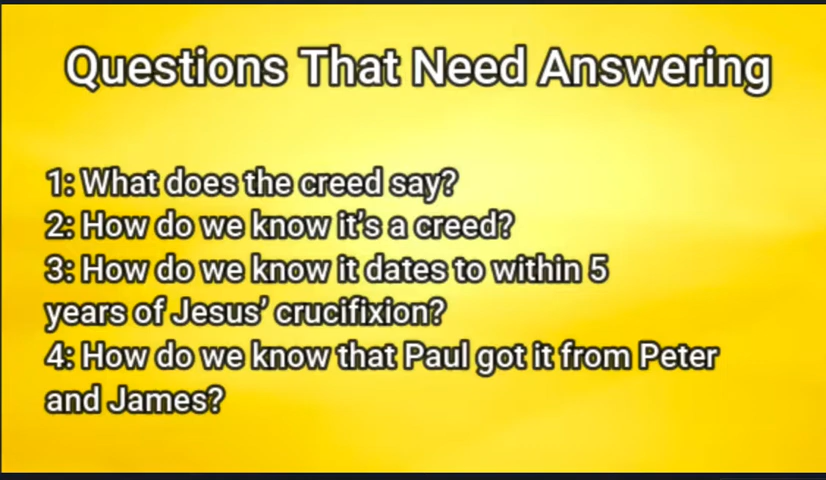 Questions That Need Answering
1: What does the creed say?
2: How do we know it's a creed?
3: How do we know it dates to within 5
years of Jesus' crucifixion?
4: How do we know that Paul got it from Peter
and James?